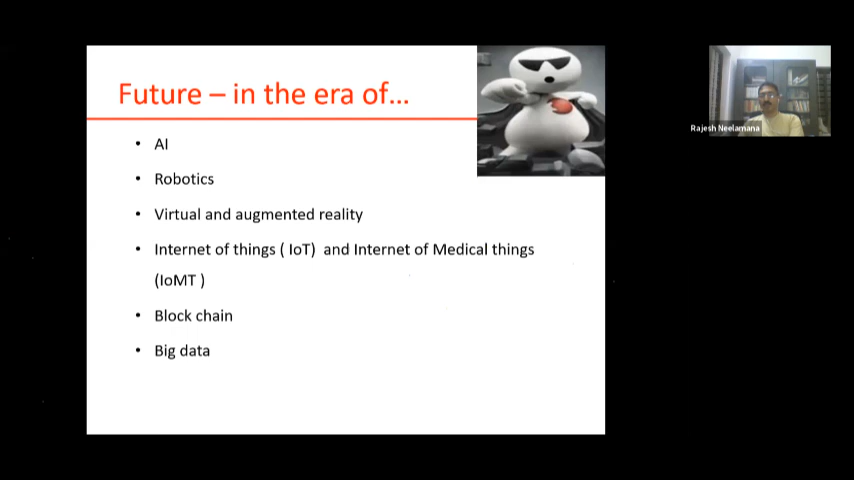 Future – in the era of...
• AI
• Robotics
• Virtual and augmented reality
• Internet of things ( IoT)  and Internet of Medical things
(IoMT )
• Block chain
• Big data
Rajesh Neelamana